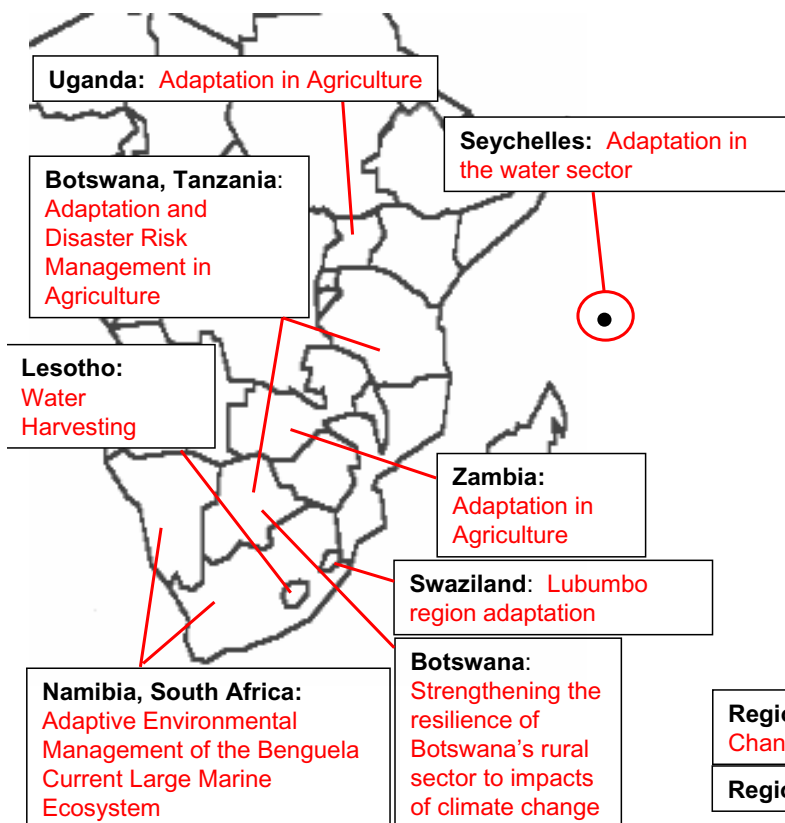 Uganda: Adaptation in Agriculture
Seychelles: Adaptation in
the water sector
Botswana, Tanzania:
Adaptation and
Disaster Risk
Management in
Agriculture
Lesotho:
Water
Harvesting
Zambia:
Adaptation in
Agriculture
Swaziland: Lubumbo
region adaptation
Botswana:
Strengthening the
resilience of
Botswana's rural
sector to impacts
of climate change
Namibia, South Africa:
Adaptive Environmental
Management of the Benguela
Current Large Marine
Ecosystem